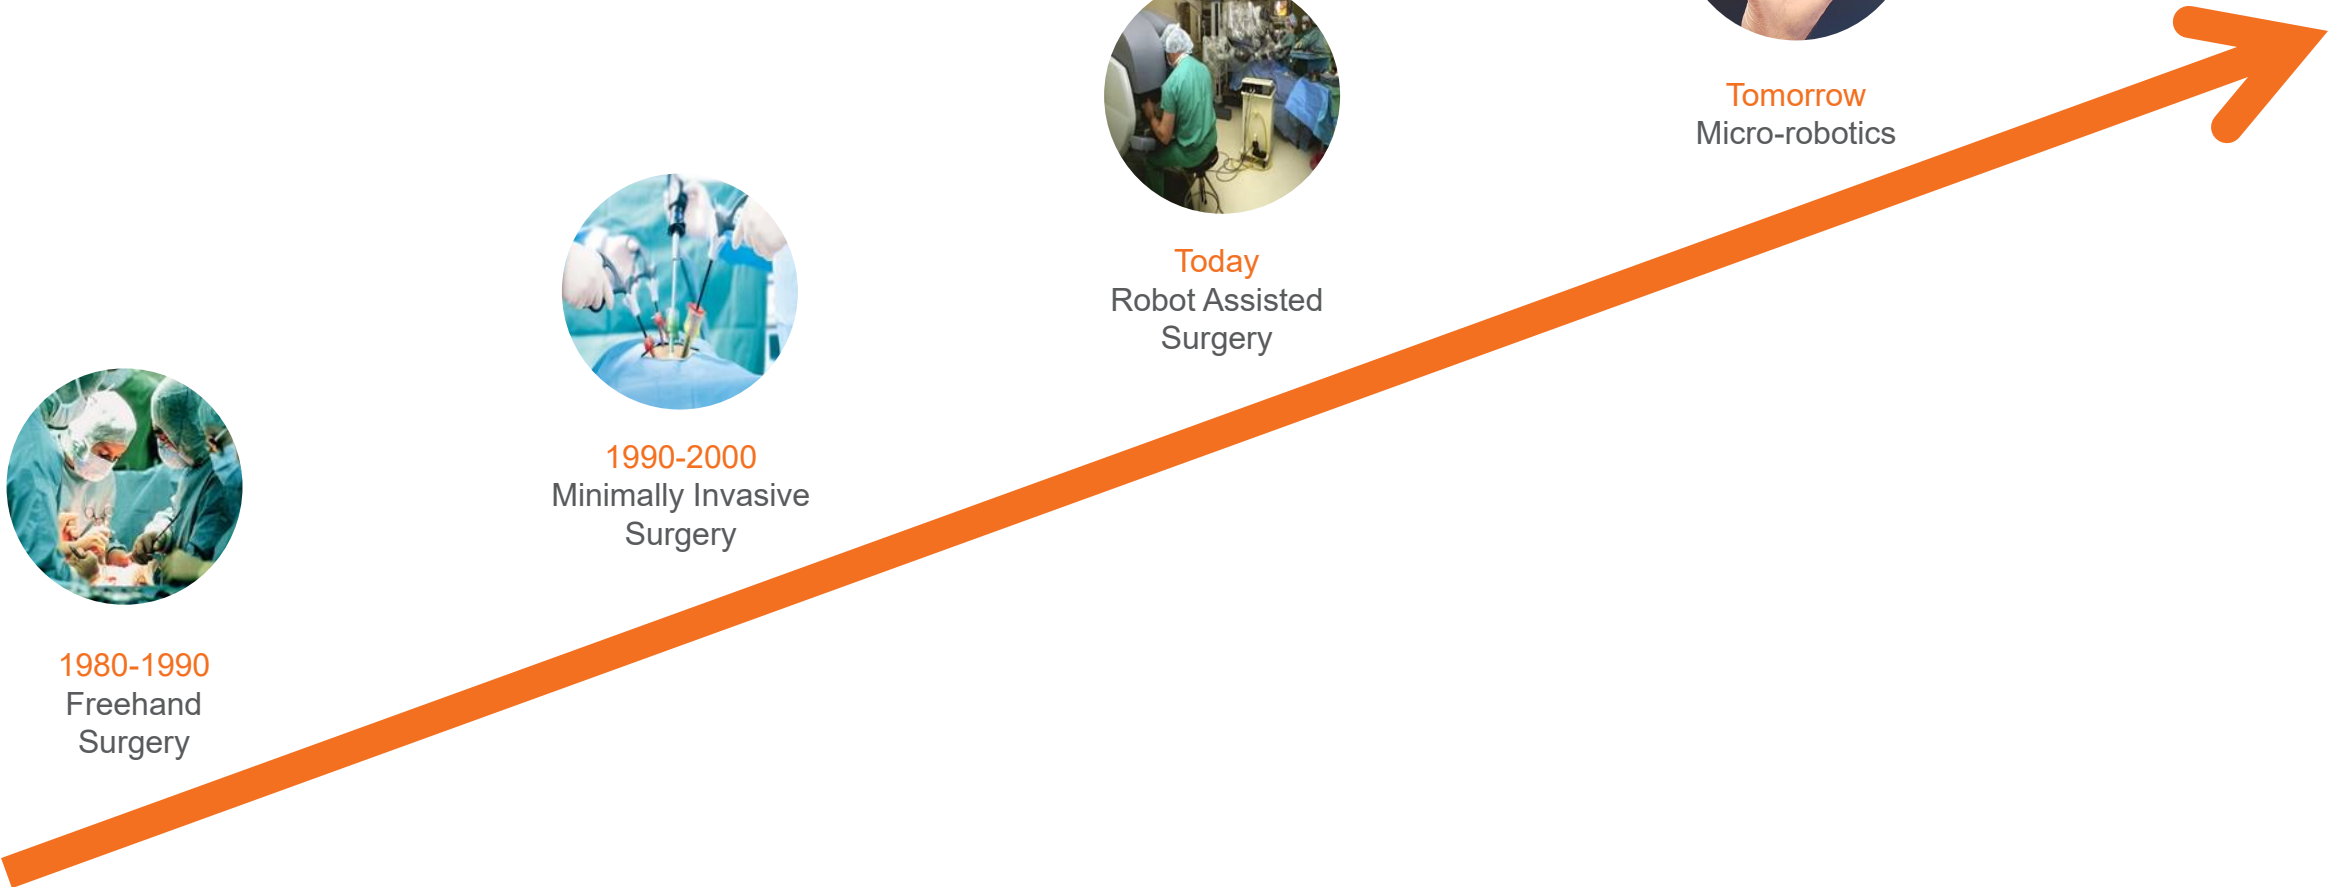 Tomorrow
Micro-robotics
Today
Robot Assisted
Surgery
1990-2000
Minimally Invasive
Surgery
1980-1990
Freehand
Surgery